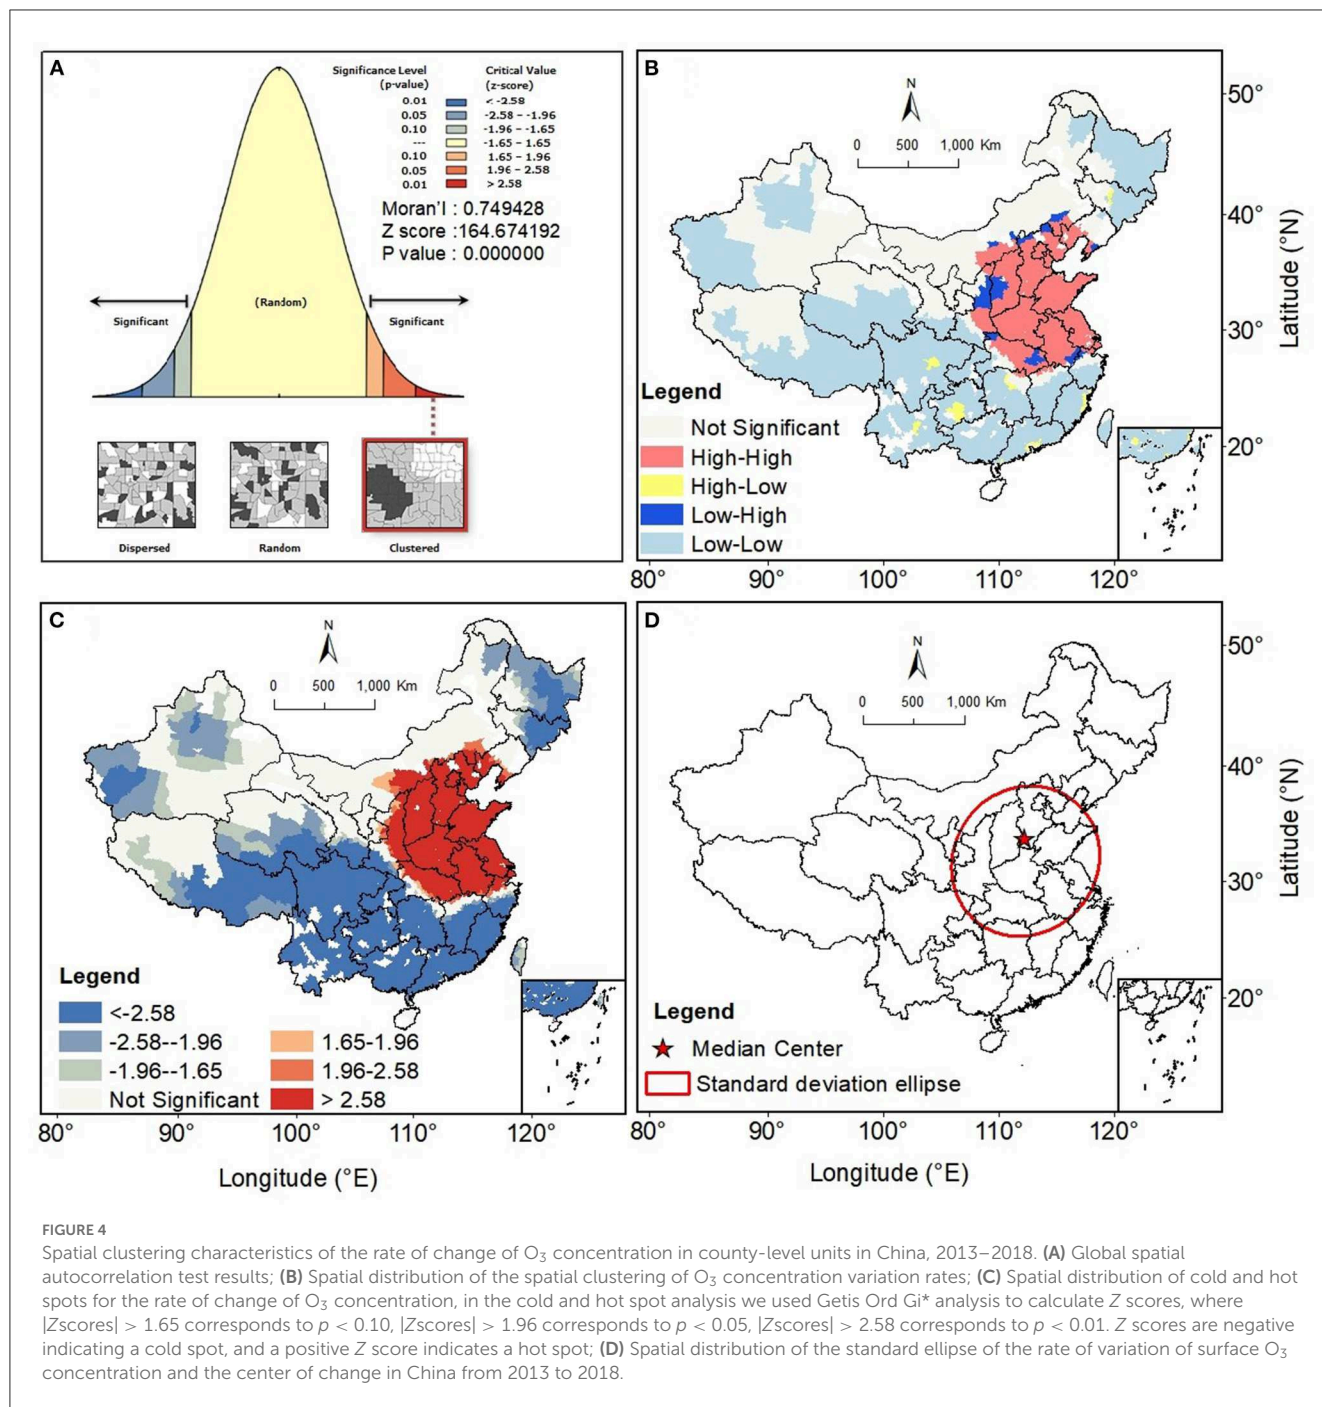 A
Significance Level
(p-value)
Critical Value
(z-score)
0.01 < -2.58
0.05 -2.58 - -1.96
0.10 -1.96 - -1.65
--- -1.65 - 1.65
0.10 1.65 - 1.96
0.05 1.96 - 2.58
0.01 > 2.58
Moran'I : 0.749428
Z score :164.674192
P value : 0.000000
Significant
(Random)
Significant
Dispersed
Random
Clustered
B
N
0 500 1,000 Km
50°
40°
30°
20°
Latitude (°N)
Legend
Not Significant
High-High
High-Low
Low-High
Low-Low
80° 90° 100° 110° 120°
C
N
0 500 1,000 Km
Legend
<-2.58
-2.58--1.96
-1.96--1.65
Not Significant
1.65-1.96
1.96-2.58
> 2.58
80° 90° 100° 110° 120°
Longitude (°E)
D
N
0 500 1,000 Km
50°
40°
30°
20°
Latitude (°N)
Legend
Median Center
Standard deviation ellipse
80° 90° 100° 110° 120°
Longitude (°E)
FIGURE 4
Spatial clustering characteristics of the rate of change of O₃ concentration in county-level units in China, 2013–2018. (A) Global spatial
autocorrelation test results; (B) Spatial distribution of the spatial clustering of O₃ concentration variation rates; (C) Spatial distribution of cold and hot
spots for the rate of change of O₃ concentration, in the cold and hot spot analysis we used Getis Ord Gi* analysis to calculate Z scores, where
|Zscores| > 1.65 corresponds to p < 0.10, |Zscores| > 1.96 corresponds to p < 0.05, |Zscores| > 2.58 corresponds to p < 0.01. Z scores are negative
indicating a cold spot, and a positive Z score indicates a hot spot; (D) Spatial distribution of the standard ellipse of the rate of variation of surface O₃
concentration and the center of change in China from 2013 to 2018.